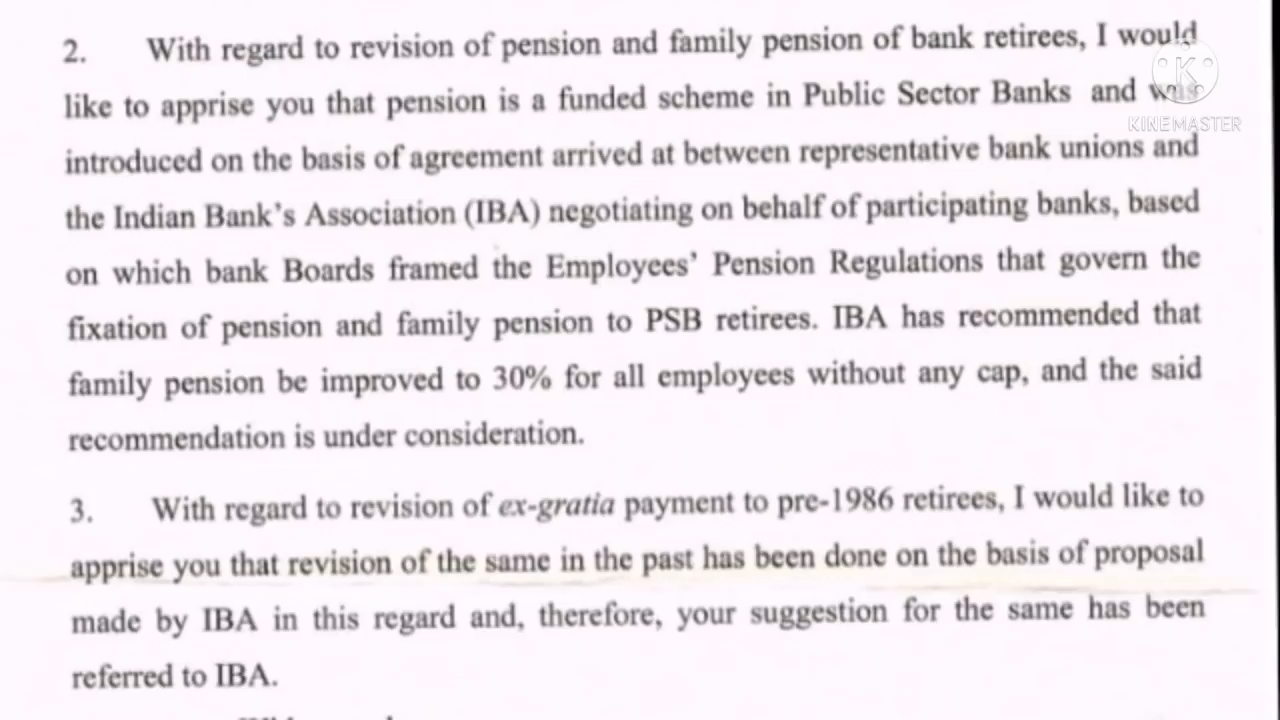 2. With regard to revision of pension and family pension of bank retirees, I would
like to apprise you that pension is a funded scheme in Public Sector Banks and was
introduced on the basis of agreement arrived at between representative bank unions and
the Indian Bank’s Association (IBA) negotiating on behalf of participating banks, based
on which bank Boards framed the Employees’ Pension Regulations that govern the
fixation of pension and family pension to PSB retirees. IBA has recommended that
family pension be improved to 30% for all employees without any cap, and the said
recommendation is under consideration.
3. With regard to revision of ex-gratia payment to pre-1986 retirees, I would like to
apprise you that revision of the same in the past has been done on the basis of proposal
made by IBA in this regard and, therefore, your suggestion for the same has been
referred to IBA.
K
KINEMASTER